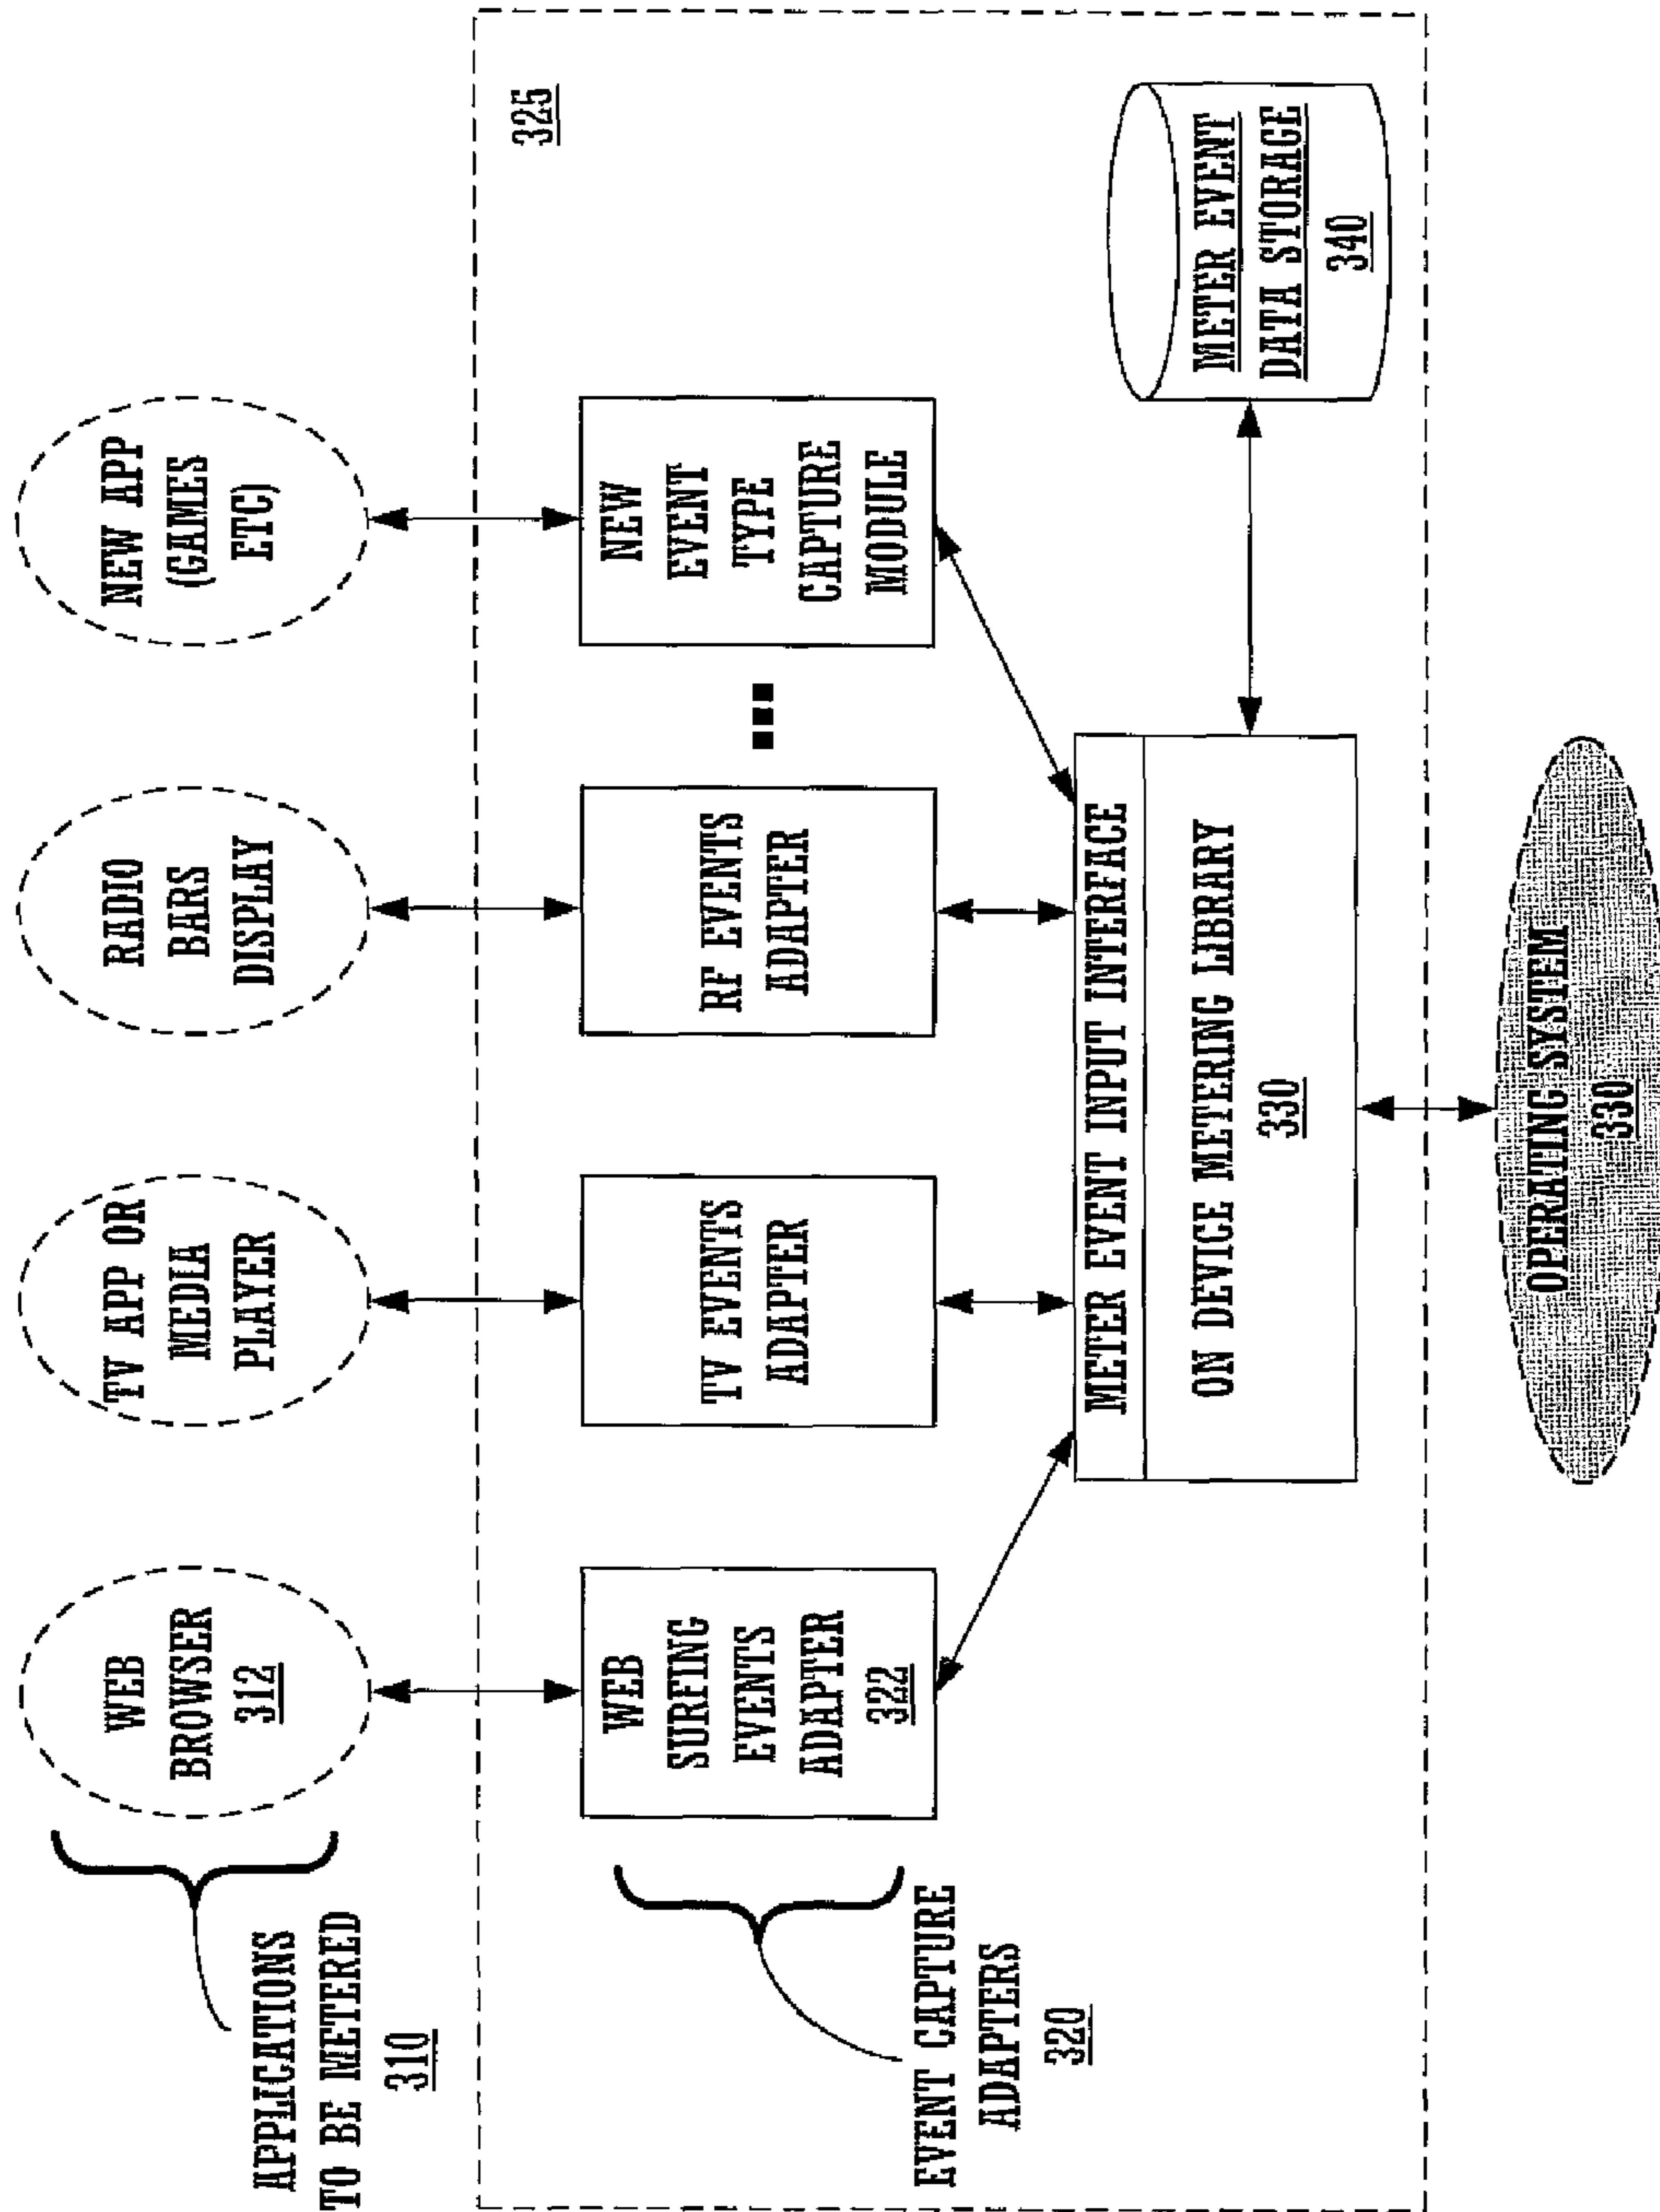 APPLICATIONS
TO BE METERED
310
WEB
BROWSER
312
TV APP OR
MEDIA
PLAYER
RADIO
BARS
DISPLAY
NEW APP
(GAMES
ETC)
325
EVENT CAPTURE
ADAPTERS
320
WEB
SURFING
EVENTS
ADAPTER
322
TV EVENTS
ADAPTER
RF EVENTS
ADAPTER
NEW
EVENT
TYPE
CAPTURE
MODULE
METER EVENT INPUT INTERFACE
ON DEVICE METERING LIBRARY
330
METER EVENT
DATA STORAGE
340
OPERATING SYSTEM
330